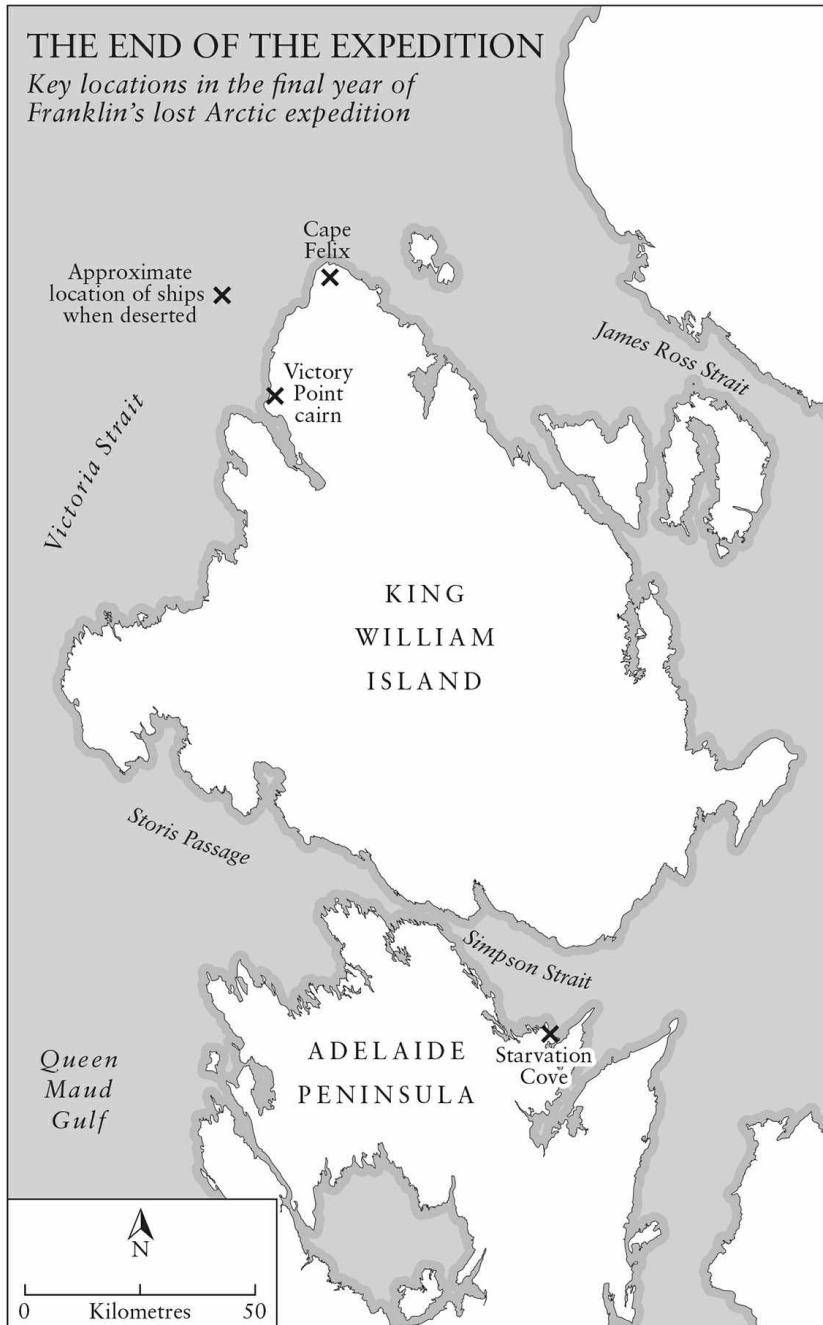 THE END OF THE EXPEDITION
Key locations in the final year of
Franklin's lost Arctic expedition
Cape
Felix
Approximate
location of ships
when deserted
James Ross Strait
Victory
Point
cairn
Victoria Strait
KING
WILLIAM
ISLAND
Storis Passage
Simpson Strait
ADELAIDE
PENINSULA
Starvation
Cove
Queen
Maud
Gulf
N
0 Kilometres 50